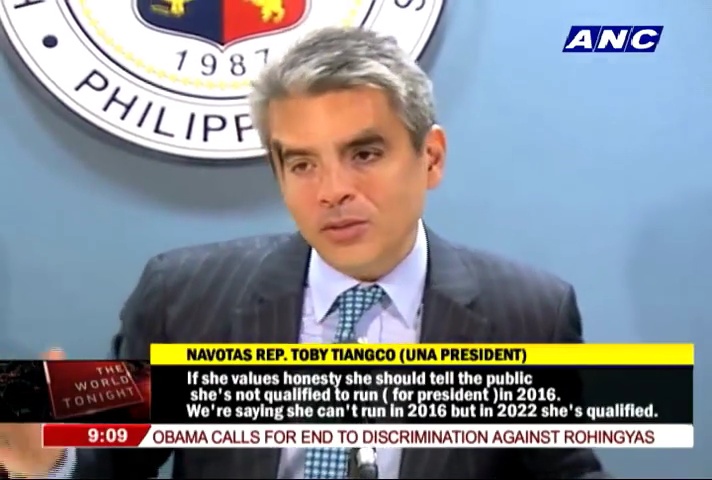 ANC
1987
PHILIPP
NAVOTAS REP. TOBY TIANGCO (UNA PRESIDENT)
If she values honesty she should tell the public
she's not qualified to run ( for president )in 2016.
We're saying she can't run in 2016 but in 2022 she's qualified.
THE
WORLD
TONIGHT
9:09 OBAMA CALLS FOR END TO DISCRIMINATION AGAINST ROHINGYAS